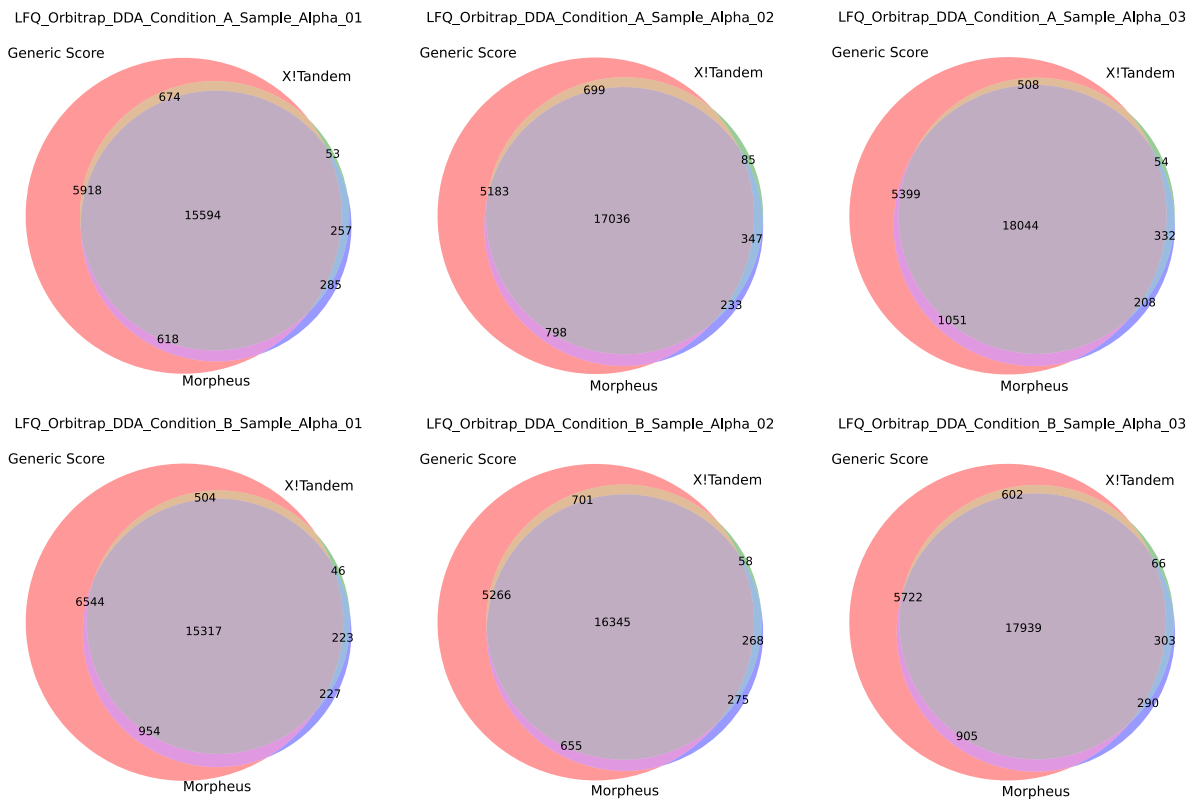 LFQ_Orbitrap_DDA_Condition_A_Sample_Alpha_01
Generic Score
X!Tandem
674
53
5918
15594
257
285
618
Morpheus
LFQ_Orbitrap_DDA_Condition_A_Sample_Alpha_02
Generic Score
X!Tandem
699
85
5183
17036
347
233
798
Morpheus
LFQ_Orbitrap_DDA_Condition_A_Sample_Alpha_03
Generic Score
X!Tandem
508
54
5399
18044
332
208
1051
Morpheus
LFQ_Orbitrap_DDA_Condition_B_Sample_Alpha_01
Generic Score
X!Tandem
504
46
6544
15317
223
227
954
Morpheus
LFQ_Orbitrap_DDA_Condition_B_Sample_Alpha_02
Generic Score
X!Tandem
701
58
5266
16345
268
275
655
Morpheus
LFQ_Orbitrap_DDA_Condition_B_Sample_Alpha_03
Generic Score
X!Tandem
602
66
5722
17939
303
290
905
Morpheus